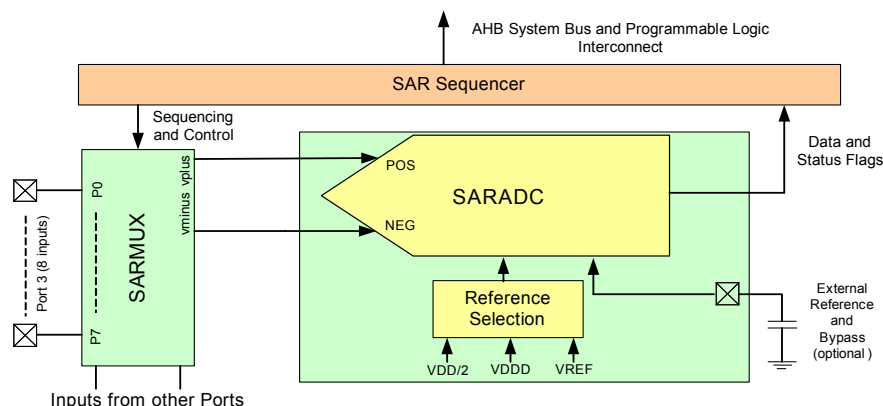 AHB System Bus and Programmable Logic
Interconnect
SAR Sequencer
Sequencing
and Control
Data and
Status Flags
vminus vplus
POS
NEG
SARADC
P0
Port 3 (8 inputs)
SARMUX
P7
Reference
Selection
VDD/2
VDDD
VREF
External
Reference
and
Bypass
(optional )
Inputs from other Ports